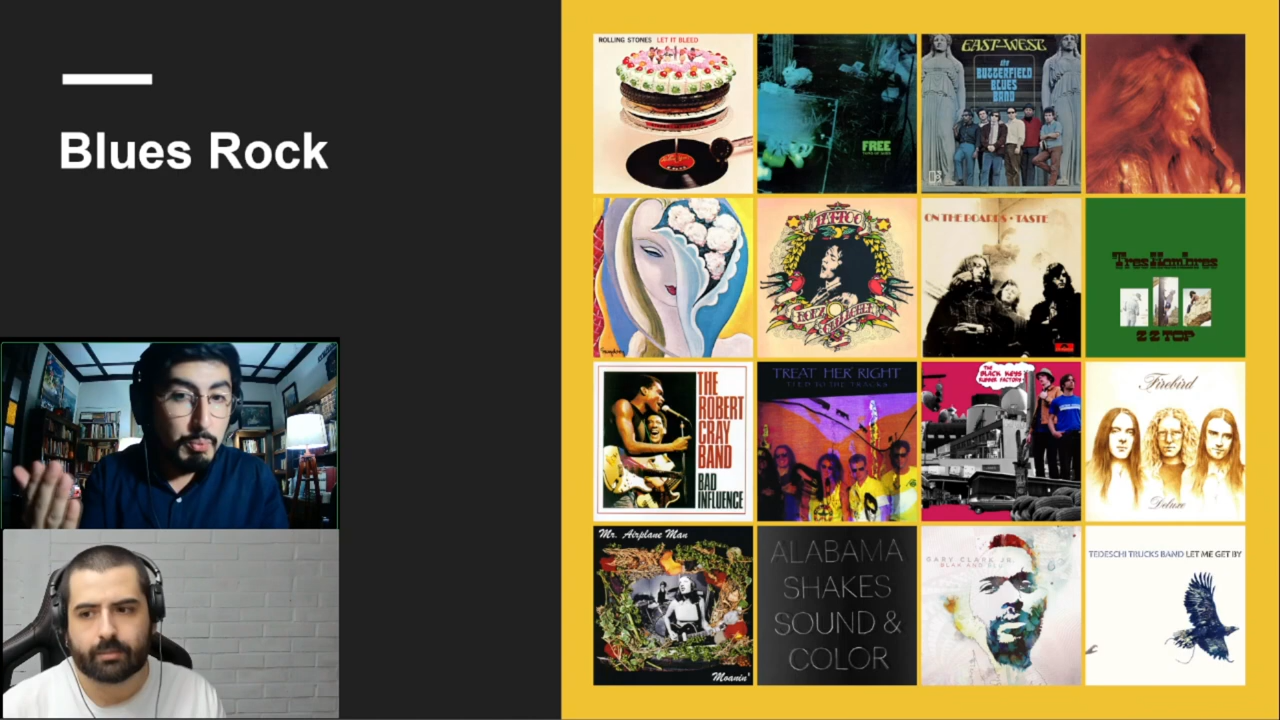 Blues Rock
ROLLING STONES LET IT BLEED
FREE
EAST-WEST
the
BUTTERFIELD
BLUES
BAND
TATTOO
RORY
GALLAGHER
ON THE BOARDS • TASTE
Tres Hombres
ZZ TOP
THE
ROBERT
CRAY
BAND
BAD
INFLUENCE
TREAT HER RIGHT
TIED TO THE TRACKS
THE
BLACK KEYS
RUBBER FACTORY
Firebird
Deluxe
Mr. Airplane Man
Moanin'
ALABAMA
SHAKES
SOUND &
COLOR
GARY CLARK JR.
BLAK AND BLU
TEDESCHI TRUCKS BAND LET ME GET BY